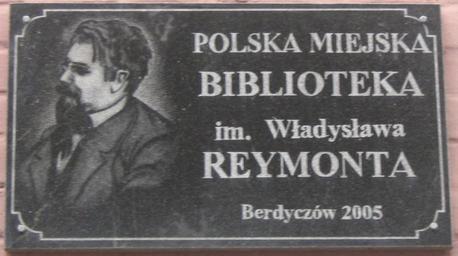 POLSKA MIEJSKA
BIBLIOTEKA
im. Władysława
REYMONTA
Berdyczów 2005